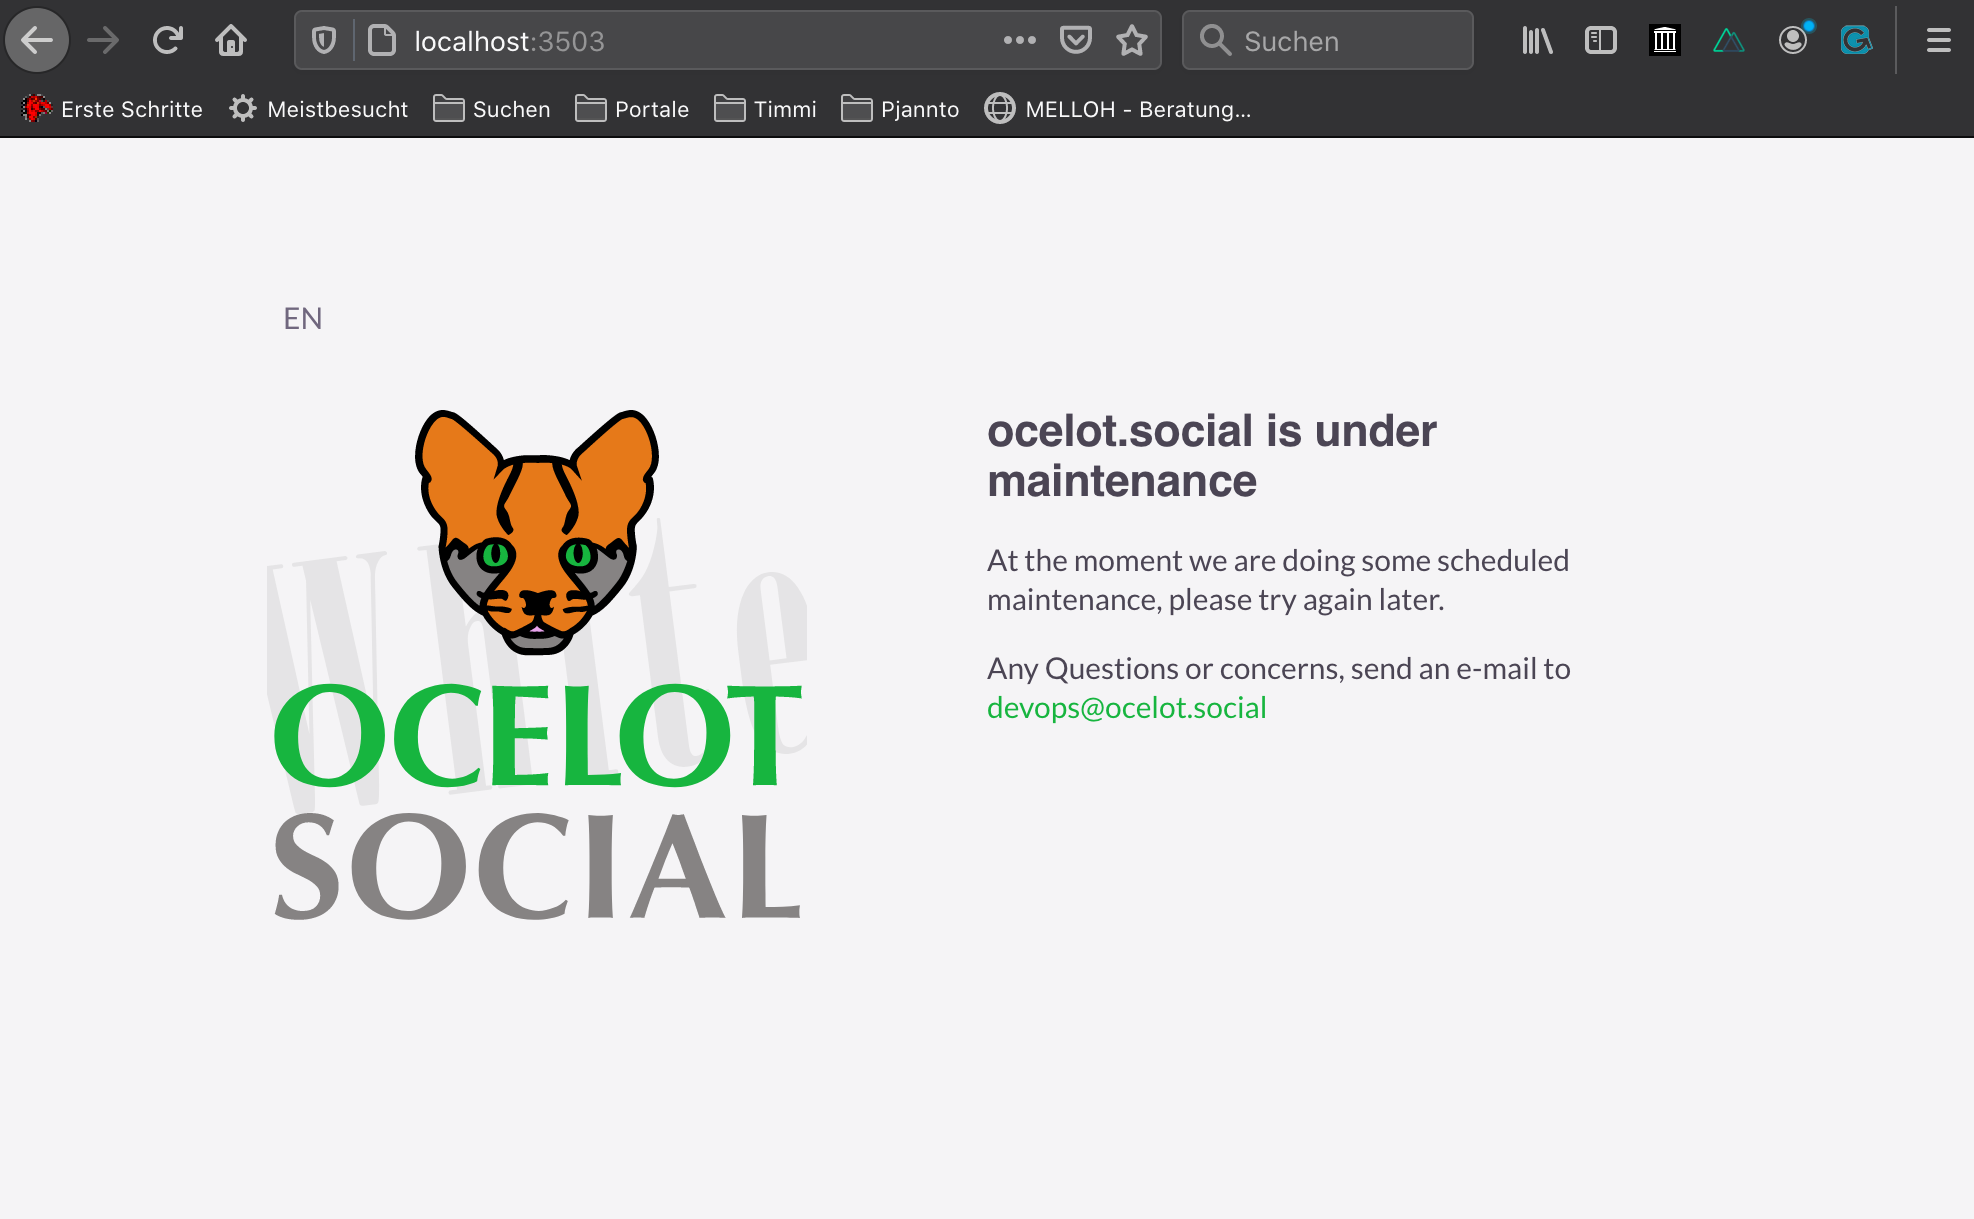 localhost:3503
Suchen
Erste Schritte
Meistbesucht
Suchen
Portale
Timmi
Pjannto
MELLOH - Beratung...
EN
White
OCELOT
SOCIAL
ocelot.social is under
maintenance
At the moment we are doing some scheduled
maintenance, please try again later.
Any Questions or concerns, send an e-mail to
devops@ocelot.social